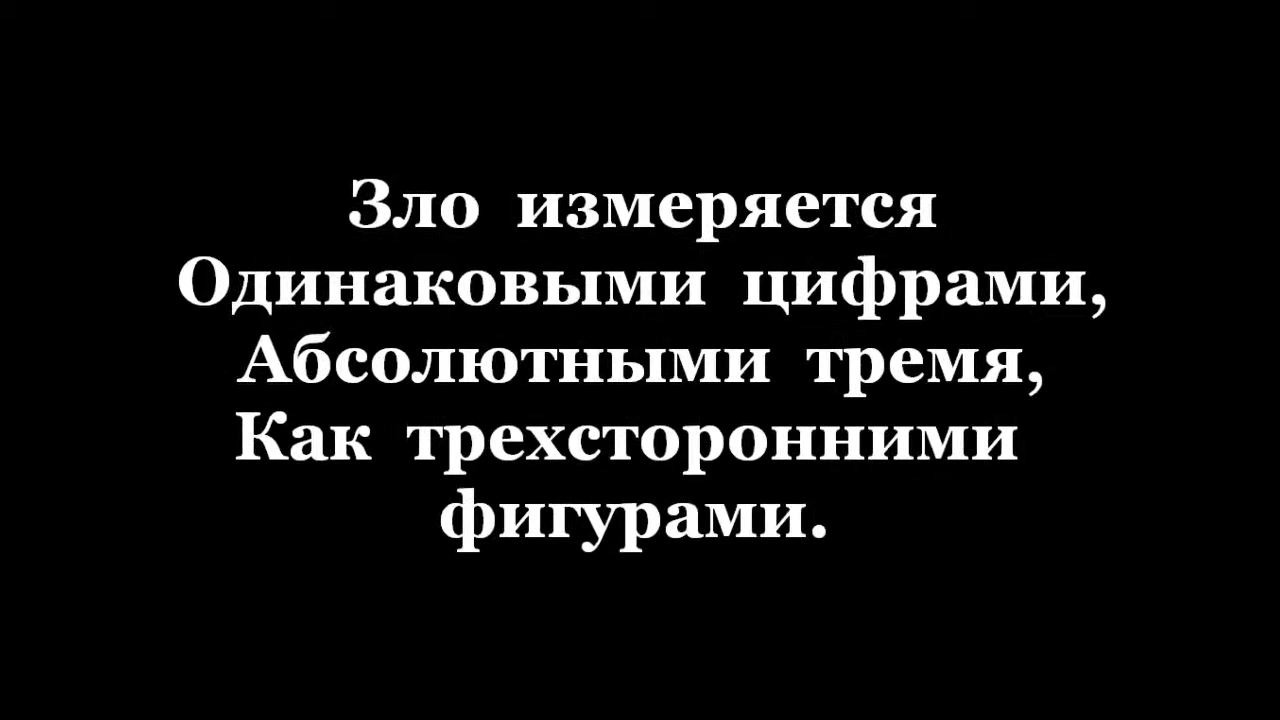 Зло измеряется
Одинаковыми цифрами,
Абсолютными тремя,
Как трехсторонними
фигурами.